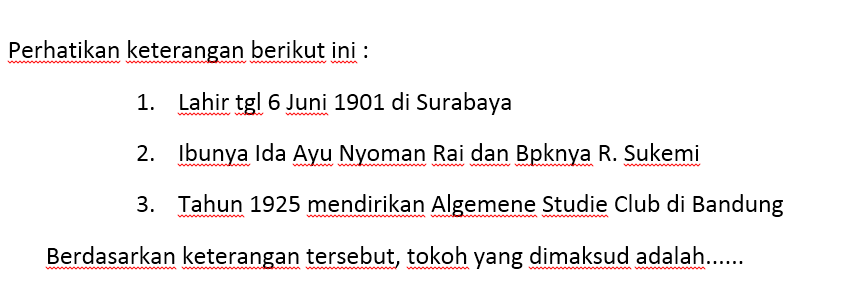 Perhatikan keterangan berikut ini :
1. Lahir tgl 6 Juni 1901 di Surabaya
2. Ibunya Ida Ayu Nyoman Rai dan Bpknya R. Sukemi
3. Tahun 1925 mendirikan Algemene Studie Club di Bandung
Berdasarkan keterangan tersebut, tokoh yang dimaksud adalah......